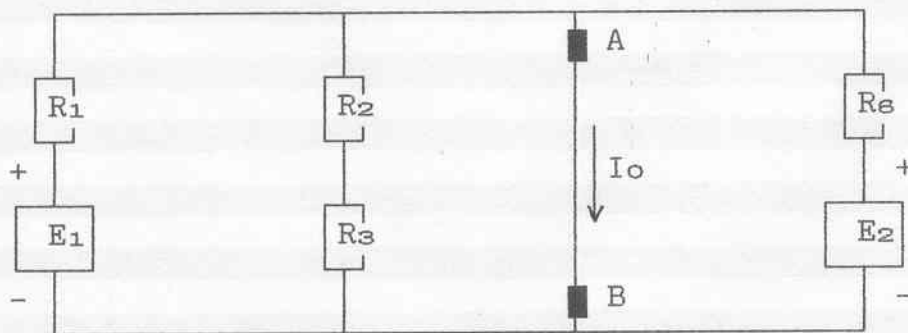 A
R1
R2
R6
+
+
Io
E1
R3
E2
-
B
-